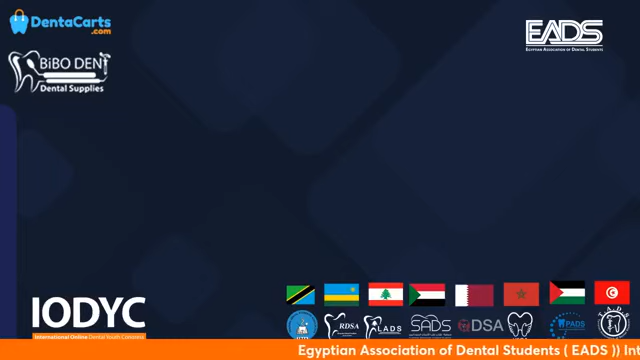 DentaCarts
.com
EADS
EGYPTIAN ASSOCIATION OF DENTAL STUDENTS
BiBO DENT
Dental Supplies
IODYC
International Online Dental Youth Congress
RDSA
LADS
SADS
DSA
PADS
Egyptian Association of Dental Students ( EADS )) Int